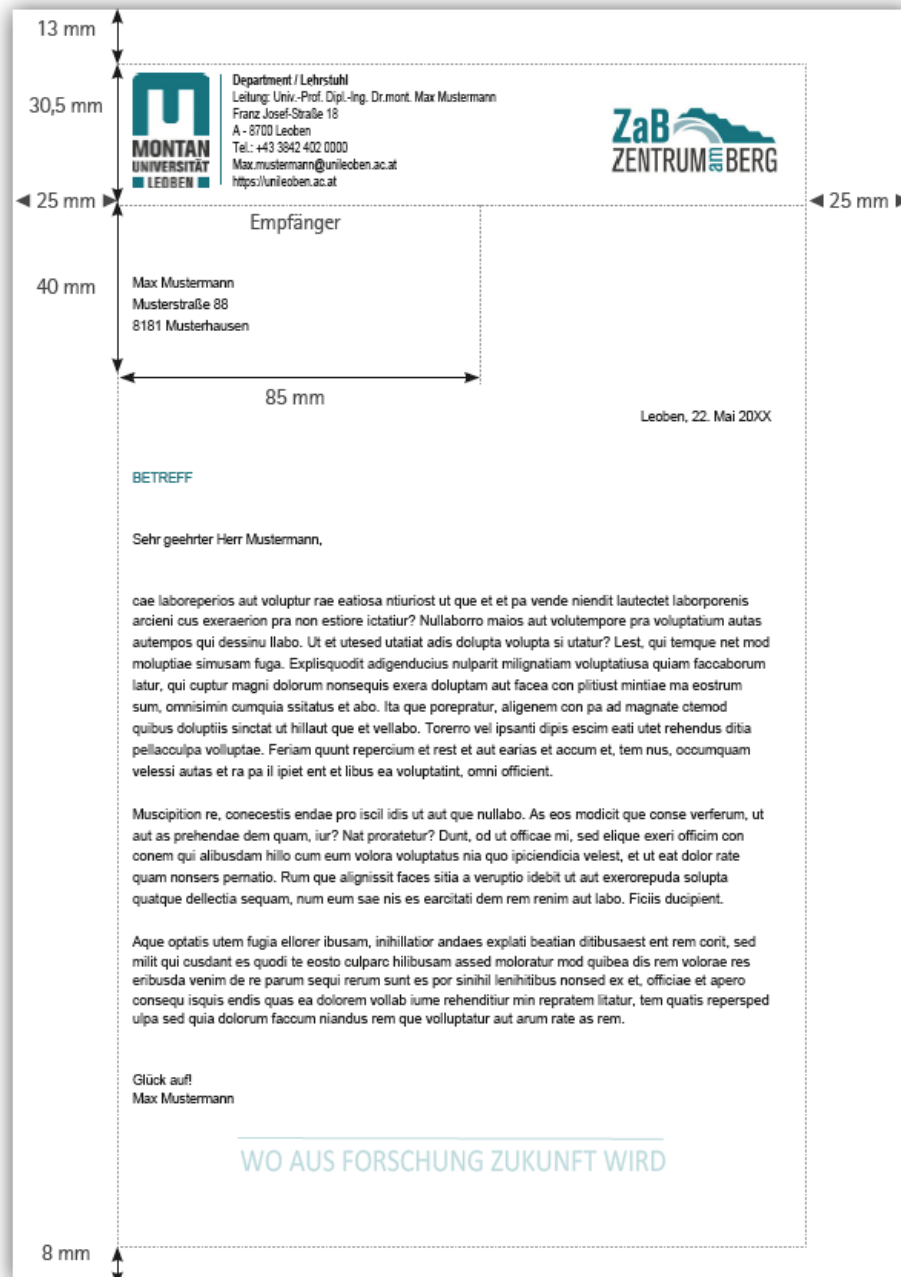 13 mm
30,5 mm
MONTAN
UNIVERSITÄT
LEOBEN
Department / Lehrstuhl
Leitung: Univ.-Prof. Dipl.-Ing. Dr.mont. Max Mustermann
Franz Josef-Straße 18
A - 8700 Leoben
Tel.: +43 3842 402 0000
Max.mustermann@unileoben.ac.at
https://unileoben.ac.at
ZaB
ZENTRUM am BERG
25 mm
25 mm
Empfänger
40 mm
Max Mustermann
Musterstraße 88
8181 Musterhausen
85 mm
Leoben, 22. Mai 20XX
BETREFF
Sehr geehrter Herr Mustermann,
cae laboreperios aut voluptur rae eatiosa ntiuriost ut que et et pa vende niendit lautectet laborporenis
arcieni cus exeraerion pra non estiore ictatiur? Nullaborro maios aut volutempore pra voluptatium autas
autempos qui dessinu llabo. Ut et utesed utatiat adis dolupta volupta si utatur? Lest, qui temque net mod
moluptiae simusam fuga. Explisquodit adigenducius nulparit milignatiam voluptatiusa quiam faccaborum
latur, qui cuptur magni dolorum nonsequis exera doluptam aut facea con plitiust mintiae ma eostrum
sum, omnisimin cumquia ssitatus et abo. Ita que porepratur, aligenem con pa ad magnate ctemod
quibus doluptiis sinctat ut hillaut que et vellabo. Torerro vel ipsanti dipis escim eati utet rehendus ditia
pellacculpa volluptae. Feriam quunt repercium et rest et aut earias et accum et, tem nus, occumquam
velessi autas et ra pa il ipiet ent et libus ea voluptatint, omni officient.
Muscipition re, conecestis endae pro iscil idis ut aut que nullabo. As eos modicit que conse verferum, ut
aut as prehendae dem quam, iur? Nat proratetur? Dunt, od ut officae mi, sed elique exeri officim con
conem qui alibusdam hillo cum eum volora voluptatus nia quo ipiciendicia velest, et ut eat dolor rate
quam nonsers pernatio. Rum que alignissit faces sitia a veruptio idebit ut aut exerorepuda solupta
quatque dellectia sequam, num eum sae nis es earcitati dem rem renim aut labo. Ficiis ducipient.
Aque optatis utem fugia ellorer ibusam, inihillatior andaes explati beatian ditibusaest ent rem corit, sed
milit qui cusdant es quodi te eosto culparc hilibusam assed moloratur mod quibea dis rem volorae res
eribusda venim de re parum sequi rerum sunt es por sinihil lenihitibus nonsed ex et, officiae et apero
consequ isquis endis quas ea dolorem vollab iume rehenditiur min repratem litatur, tem quatis repersped
ulpa sed quia dolorum faccum niandus rem que volluptatur aut arum rate as rem.
Glück auf!
Max Mustermann
WO AUS FORSCHUNG ZUKUNFT WIRD
8 mm